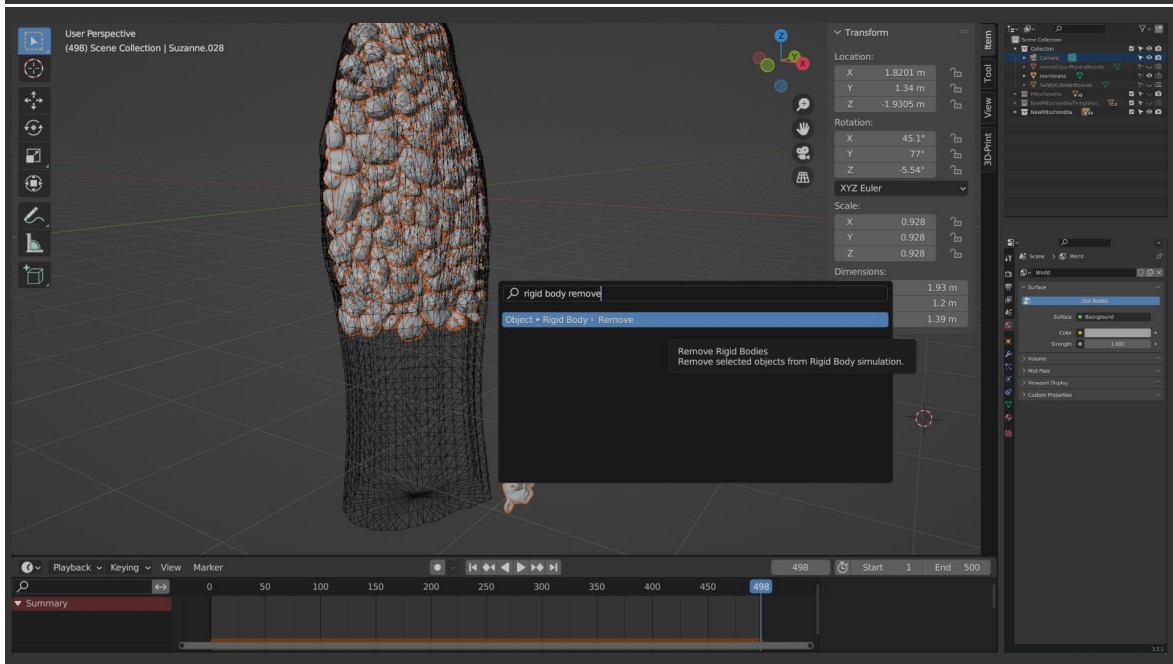 User Perspective
(498) Scene Collection | Suzanne.028
Z
Y
X
Transform
Location:
X 1.8201 m
Y 1.34 m
Z -1.9305 m
Rotation:
X 45.1°
Y 77°
Z -5.54°
XYZ Euler
Scale:
X 0.928
Y 0.928
Z 0.928
Dimensions:
1.93 m
1.2 m
1.39 m
Item
Tool
View
3D-Print
rigid body remove
Object ▸ Rigid Body ▸ Remove
Remove Rigid Bodies
Remove selected objects from Rigid Body simulation.
Scene Collection
Collection
Camera
membrane
SafetyCylinderBounds
Mitochondria
NewMitochondriaTemplates
NewMitochondria
Scene > World
World
Surface
Use Nodes
Surface Background
Color
Strength 1.000
Volume
Mist Pass
Viewport Display
Custom Properties
Playback Keying View Marker
498 Start 1 End 500
0 50 100 150 200 250 300 350 400 450 498
Summary
3.3.1